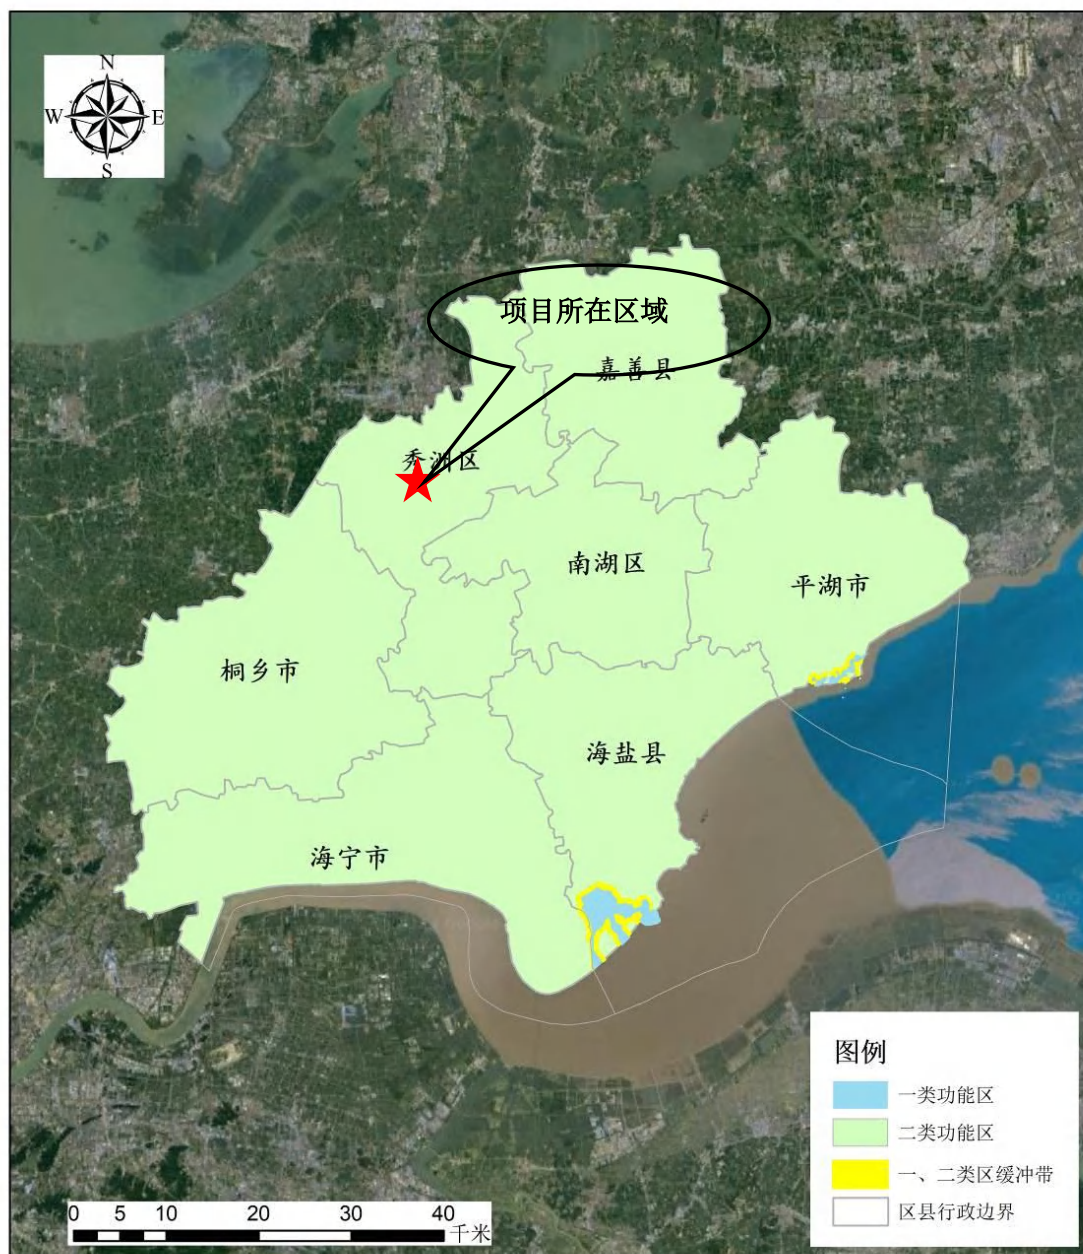 N
W E
S
项目所在区域
嘉善县
秀洲区
南湖区
平湖市
桐乡市
海盐县
海宁市
图例
一类功能区
二类功能区
一、二类区缓冲带
区县行政边界
0 5 10 20 30 40
千米